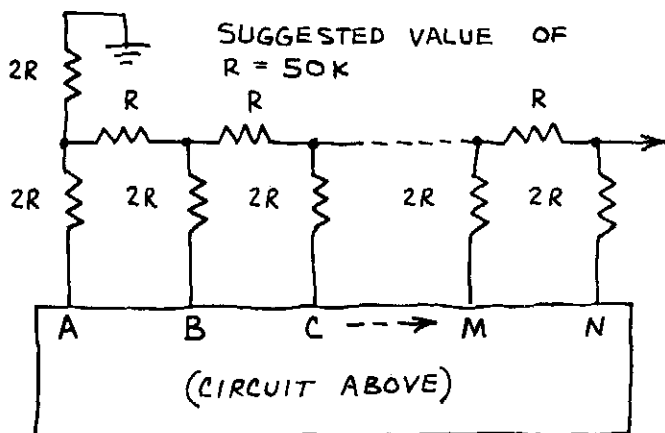 SUGGESTED VALUE OF
R = 50K
2R
R
R
R
2R
2R
2R
2R
2R
A B C ---> M N
(CIRCUIT ABOVE)